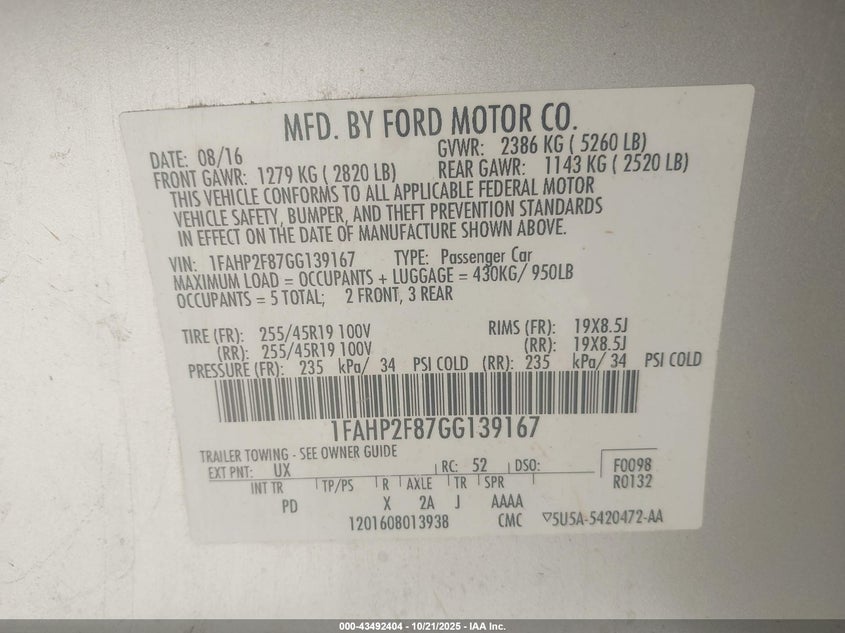 MFD. BY FORD MOTOR CO.
DATE: 08/16 GVWR: 2386 KG ( 5260 LB)
FRONT GAWR: 1279 KG ( 2820 LB) REAR GAWR: 1143 KG ( 2520 LB)
THIS VEHICLE CONFORMS TO ALL APPLICABLE FEDERAL MOTOR
VEHICLE SAFETY, BUMPER, AND THEFT PREVENTION STANDARDS
IN EFFECT ON THE DATE OF MANUFACTURE SHOWN ABOVE.
VIN: 1FAHP2F87GG139167 TYPE: Passenger Car
MAXIMUM LOAD = OCCUPANTS + LUGGAGE = 430KG/ 950LB
OCCUPANTS = 5 TOTAL; 2 FRONT, 3 REAR
TIRE (FR): 255/45R19 100V RIMS (FR): 19X8.5J
(RR): 255/45R19 100V (RR): 19X8.5J
PRESSURE (FR): 235 kPa/ 34 PSI COLD (RR): 235 kPa/ 34 PSI COLD
1FAHP2F87GG139167
TRAILER TOWING - SEE OWNER GUIDE
EXT PNT: UX RC: 52 DSO: F0098
INT TR TP/PS R AXLE TR SPR R0132
PD X 2A J AAAA
1201608013938 CMC ▽5U5A-5420472-AA
000-43492404 - 10/21/2025 - IAA Inc.